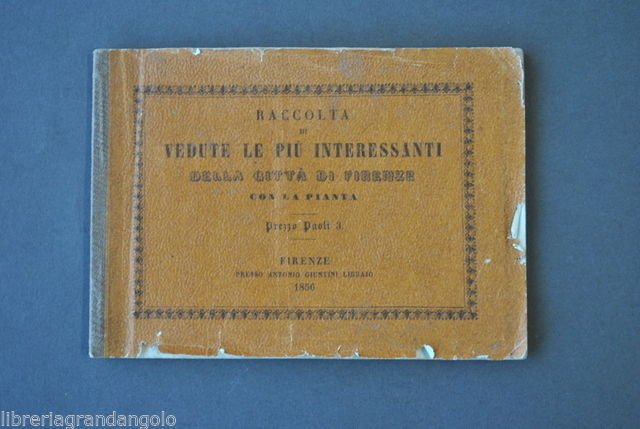 RACCOLTA
DI
VEDUTE LE PIÙ INTERESSANTI
DELLA CITTÀ DI FIRENZE
CON LA PIANTA
Prezzo Paoli 3.
FIRENZE
PRESSO ANTONIO GIUNTINI LIBRAIO
1856
libreriagrandangolo